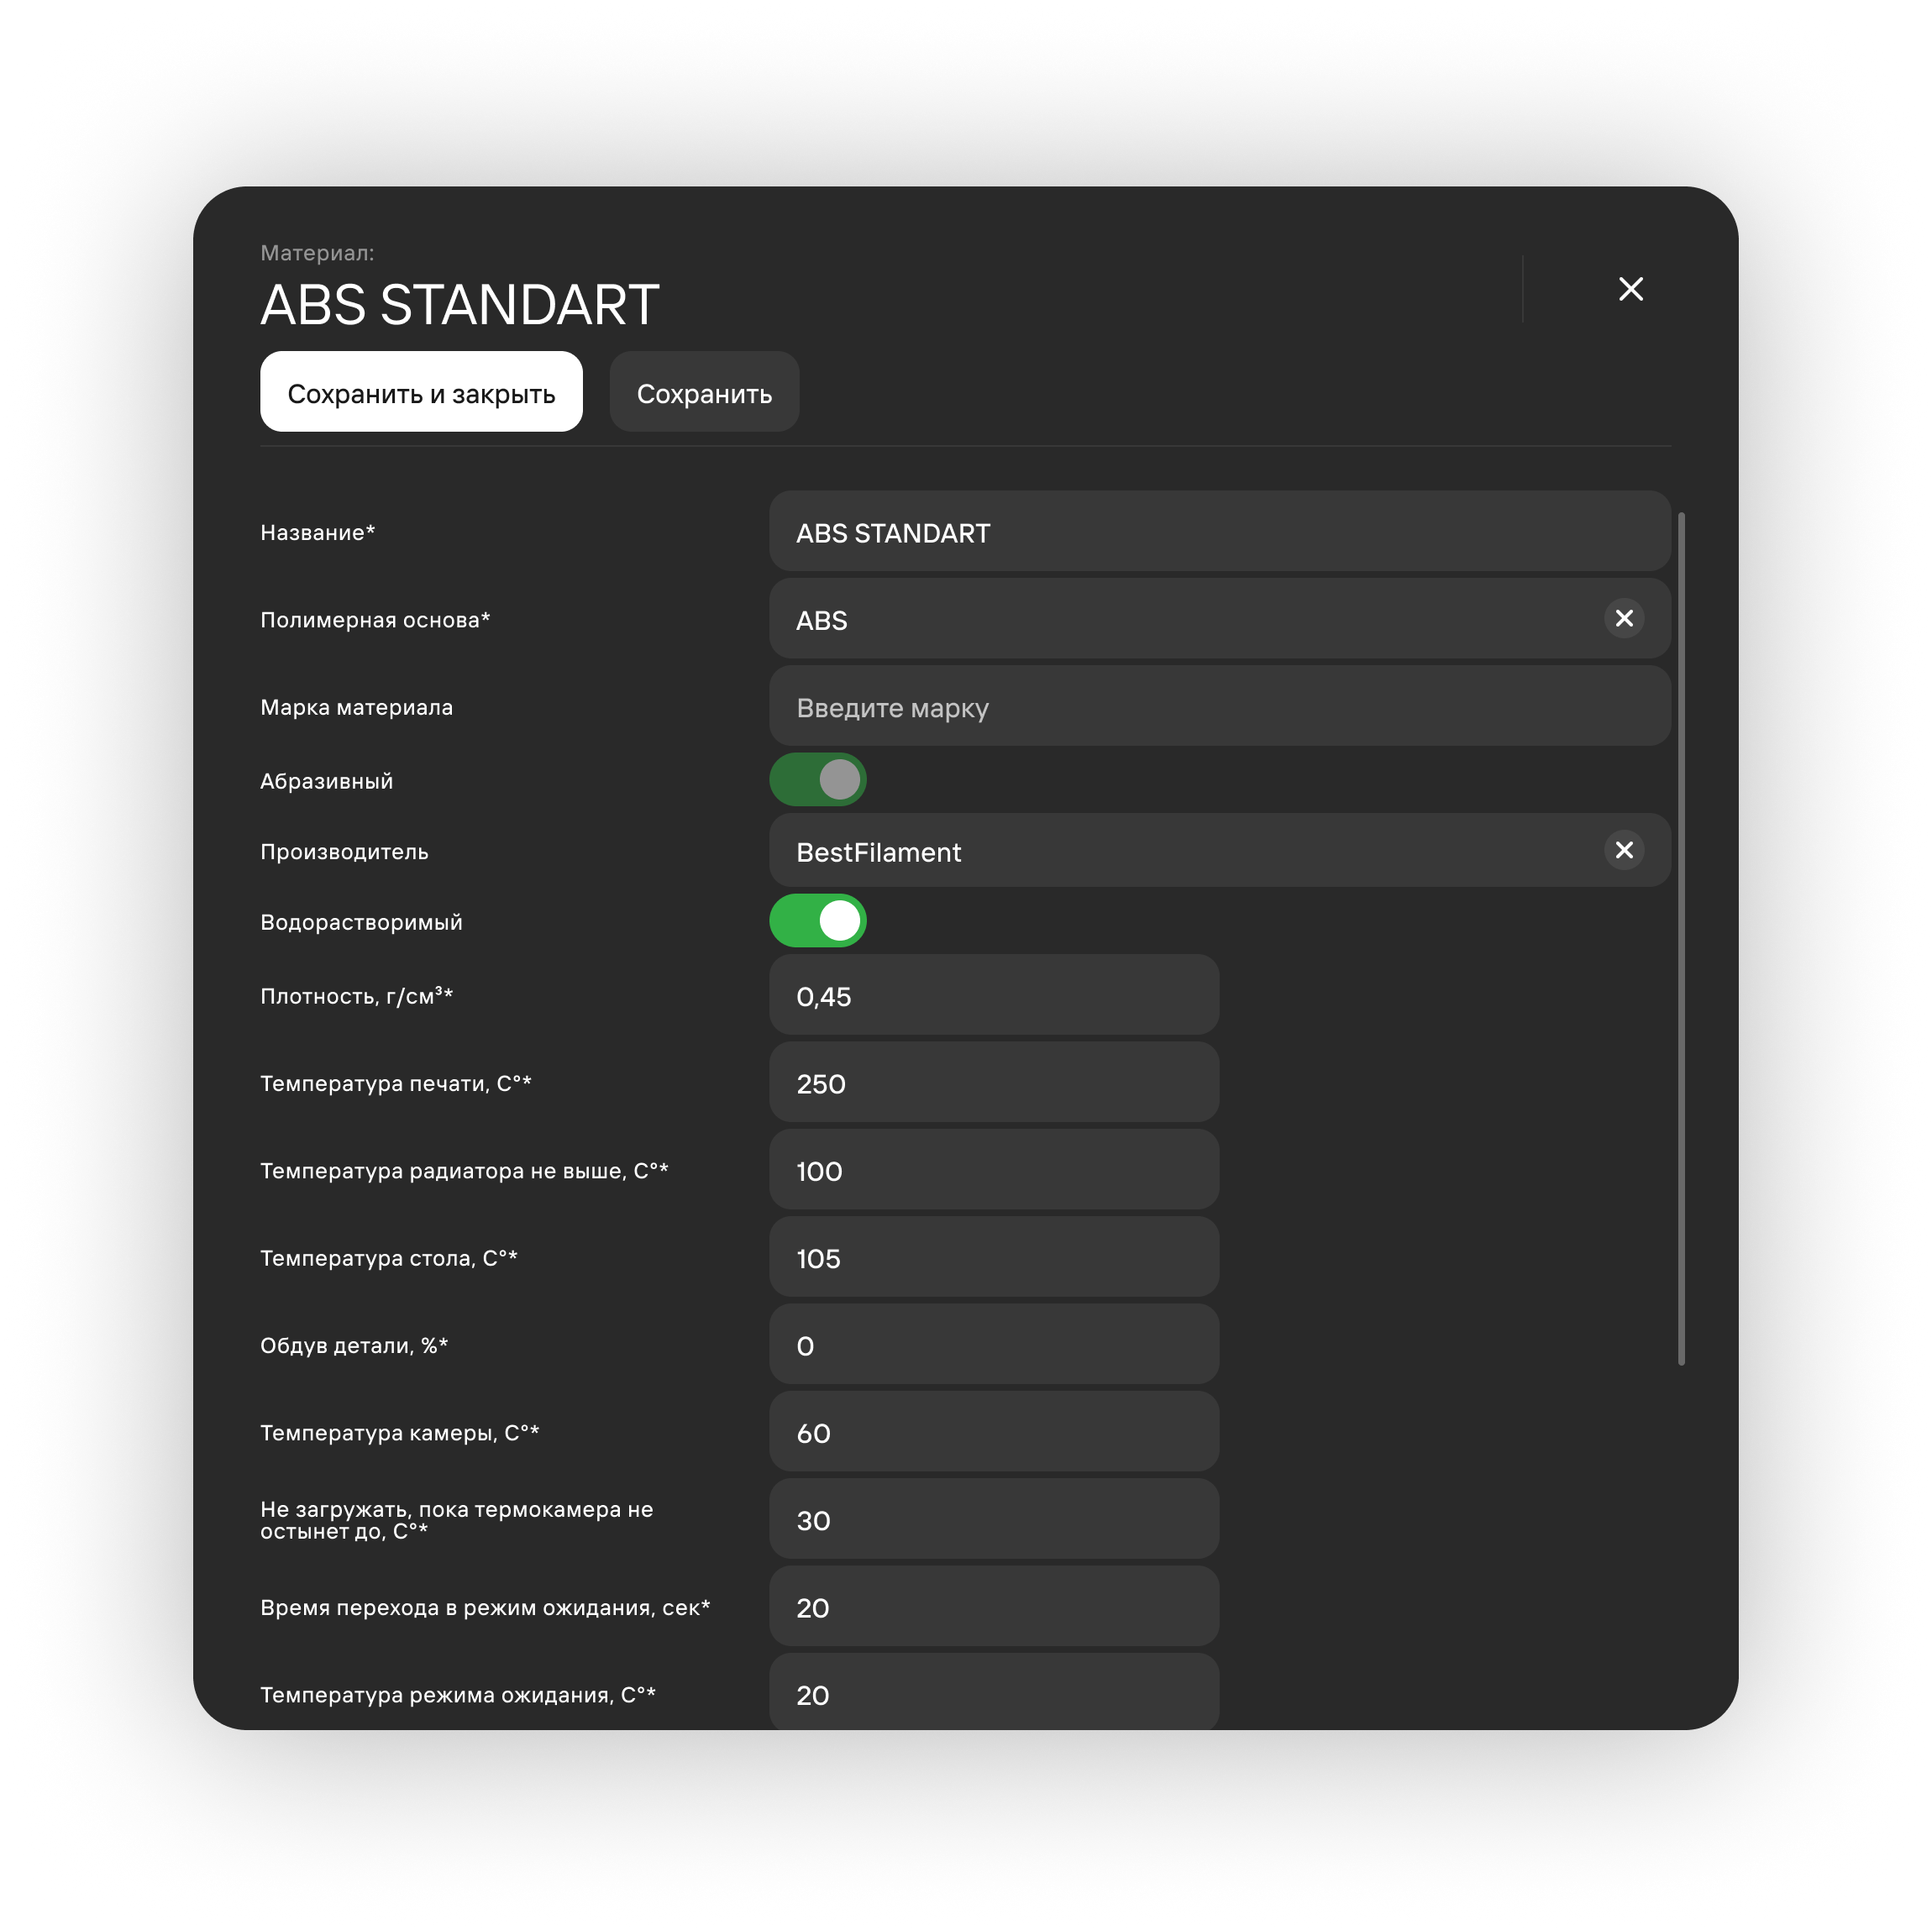 Материал:
ABS STANDART
Сохранить и закрыть
Сохранить
Название*
ABS STANDART
Полимерная основа*
ABS
Марка материала
Введите марку
Абразивный
Производитель
BestFilament
Водорастворимый
Плотность, г/см³*
0,45
Температура печати, С°*
250
Температура радиатора не выше, С°*
100
Температура стола, С°*
105
Обдув детали, %*
0
Температура камеры, С°*
60
Не загружать, пока термокамера не
остынет до, С°*
30
Время перехода в режим ожидания, сек*
20
Температура режима ожидания, С°*
20